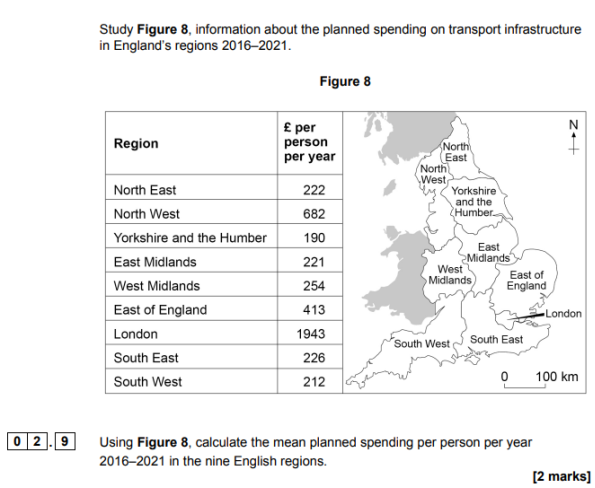 Study Figure 8, information about the planned spending on transport infrastructure
in England's regions 2016–2021.
Figure 8
Region
£ per
person
per year
North East 222
North West 682
Yorkshire and the Humber 190
East Midlands 221
West Midlands 254
East of England 413
London 1943
South East 226
South West 212
N
North
East
North
West
Yorkshire
and the
Humber
East
Midlands
West
Midlands
East of
England
London
South West
South East
0 100 km
0 2 . 9 Using Figure 8, calculate the mean planned spending per person per year
2016–2021 in the nine English regions.
[2 marks]